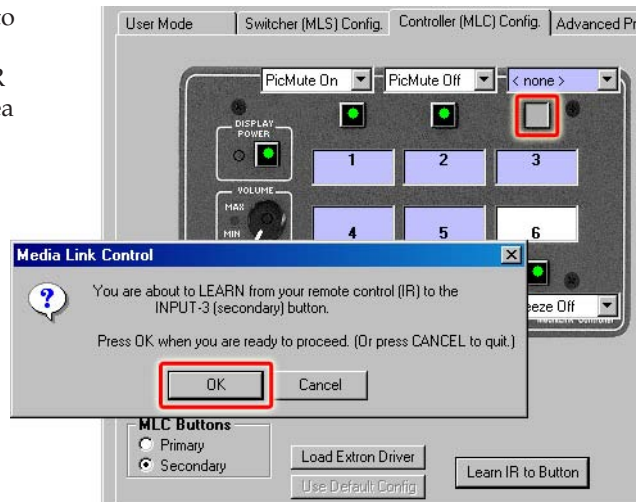 to
R
ea
User Mode Switcher (MLS) Config. Controller (MLC) Config. Advanced Pr
PicMute On PicMute Off < none >
DISPLAY
POWER
1 2 3
VOLUME
MAX
MIN
4 5 6
Media Link Control
You are about to LEARN from your remote control (IR) to the
INPUT-3 (secondary) button.
Press OK when you are ready to proceed. (Or press CANCEL to quit.)
OK Cancel
eeze Off
MLC Buttons
Primary
Secondary
Load Extron Driver
Use Default Config
Learn IR to Button